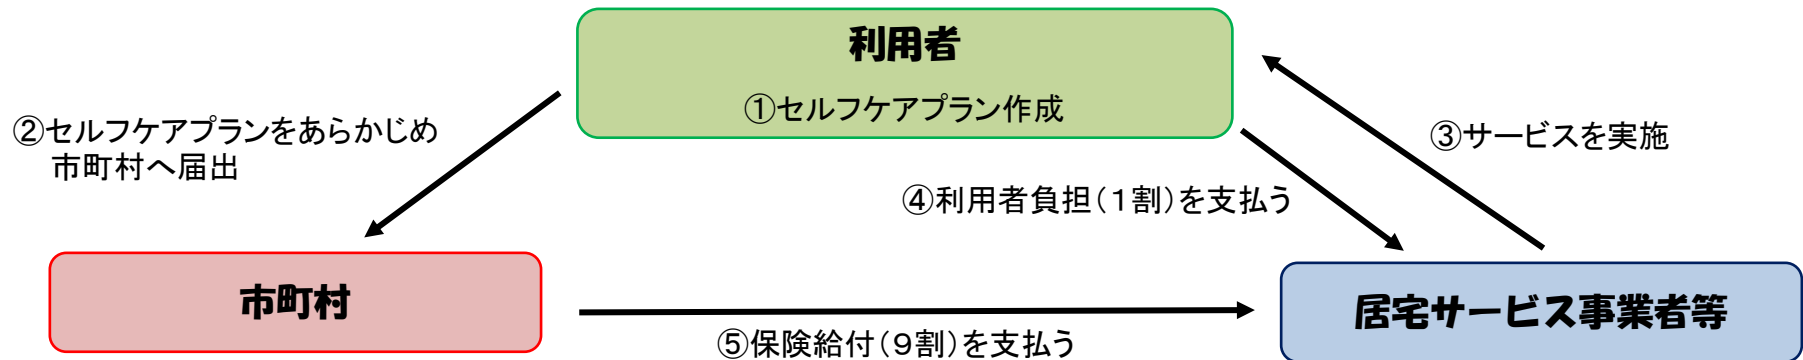 利用者
①セルフケアプラン作成
②セルフケアプランをあらかじめ
市町村へ届出
③サービスを実施
④利用者負担（１割）を支払う
市町村
居宅サービス事業者等
⑤保険給付（９割）を支払う